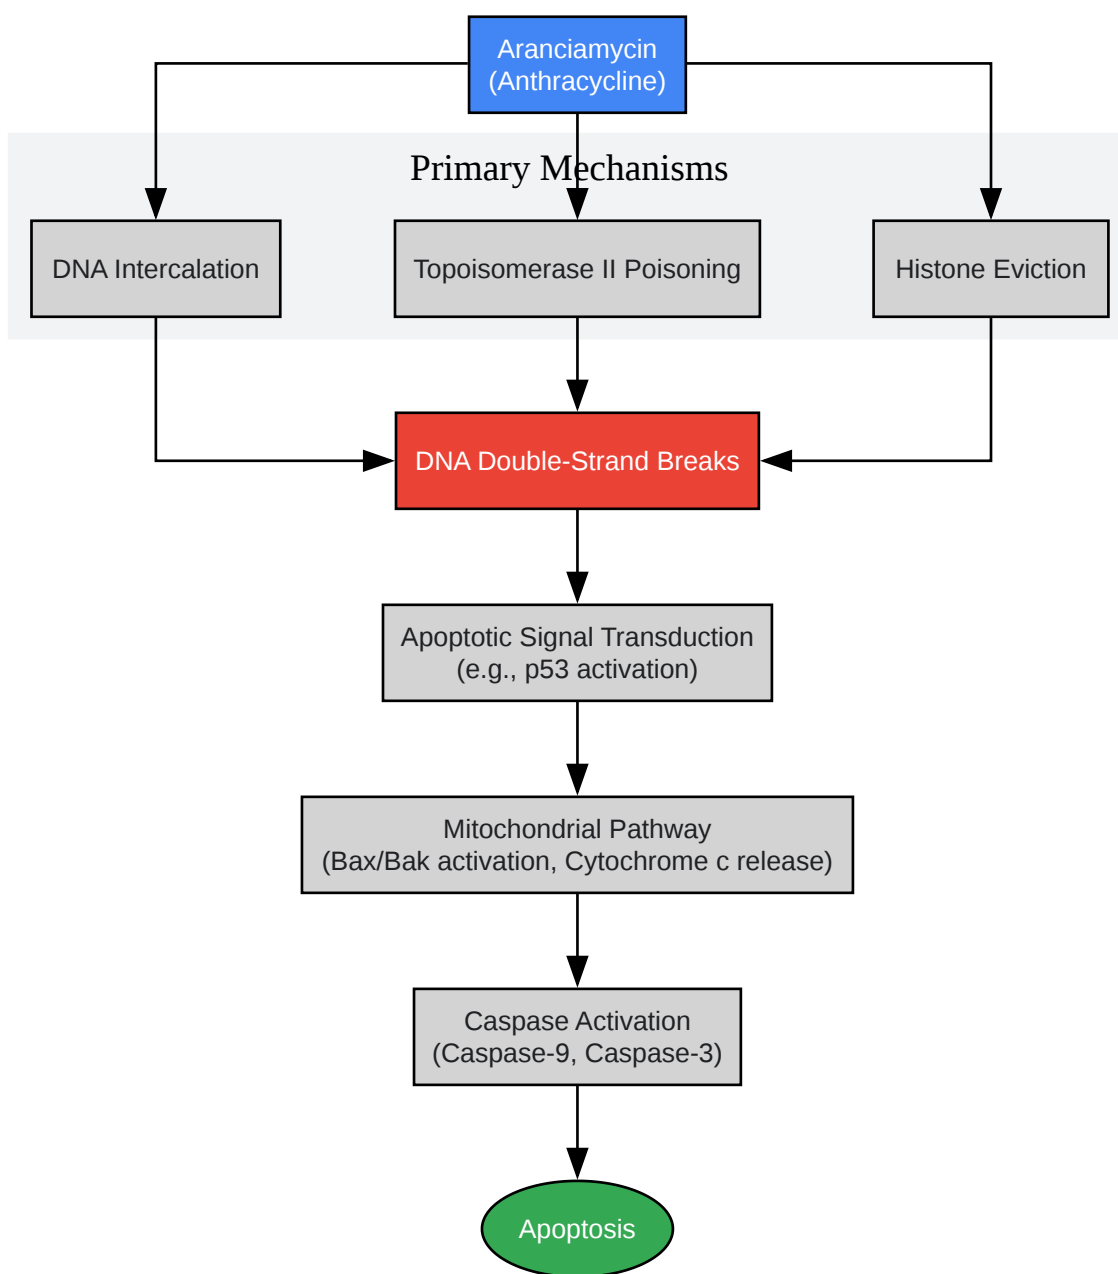 Aranciamycin
(Anthracycline)
Primary Mechanisms
DNA Intercalation
Topoisomerase II Poisoning
Histone Eviction
DNA Double-Strand Breaks
Apoptotic Signal Transduction
(e.g., p53 activation)
Mitochondrial Pathway
(Bax/Bak activation, Cytochrome c release)
Caspase Activation
(Caspase-9, Caspase-3)
Apoptosis